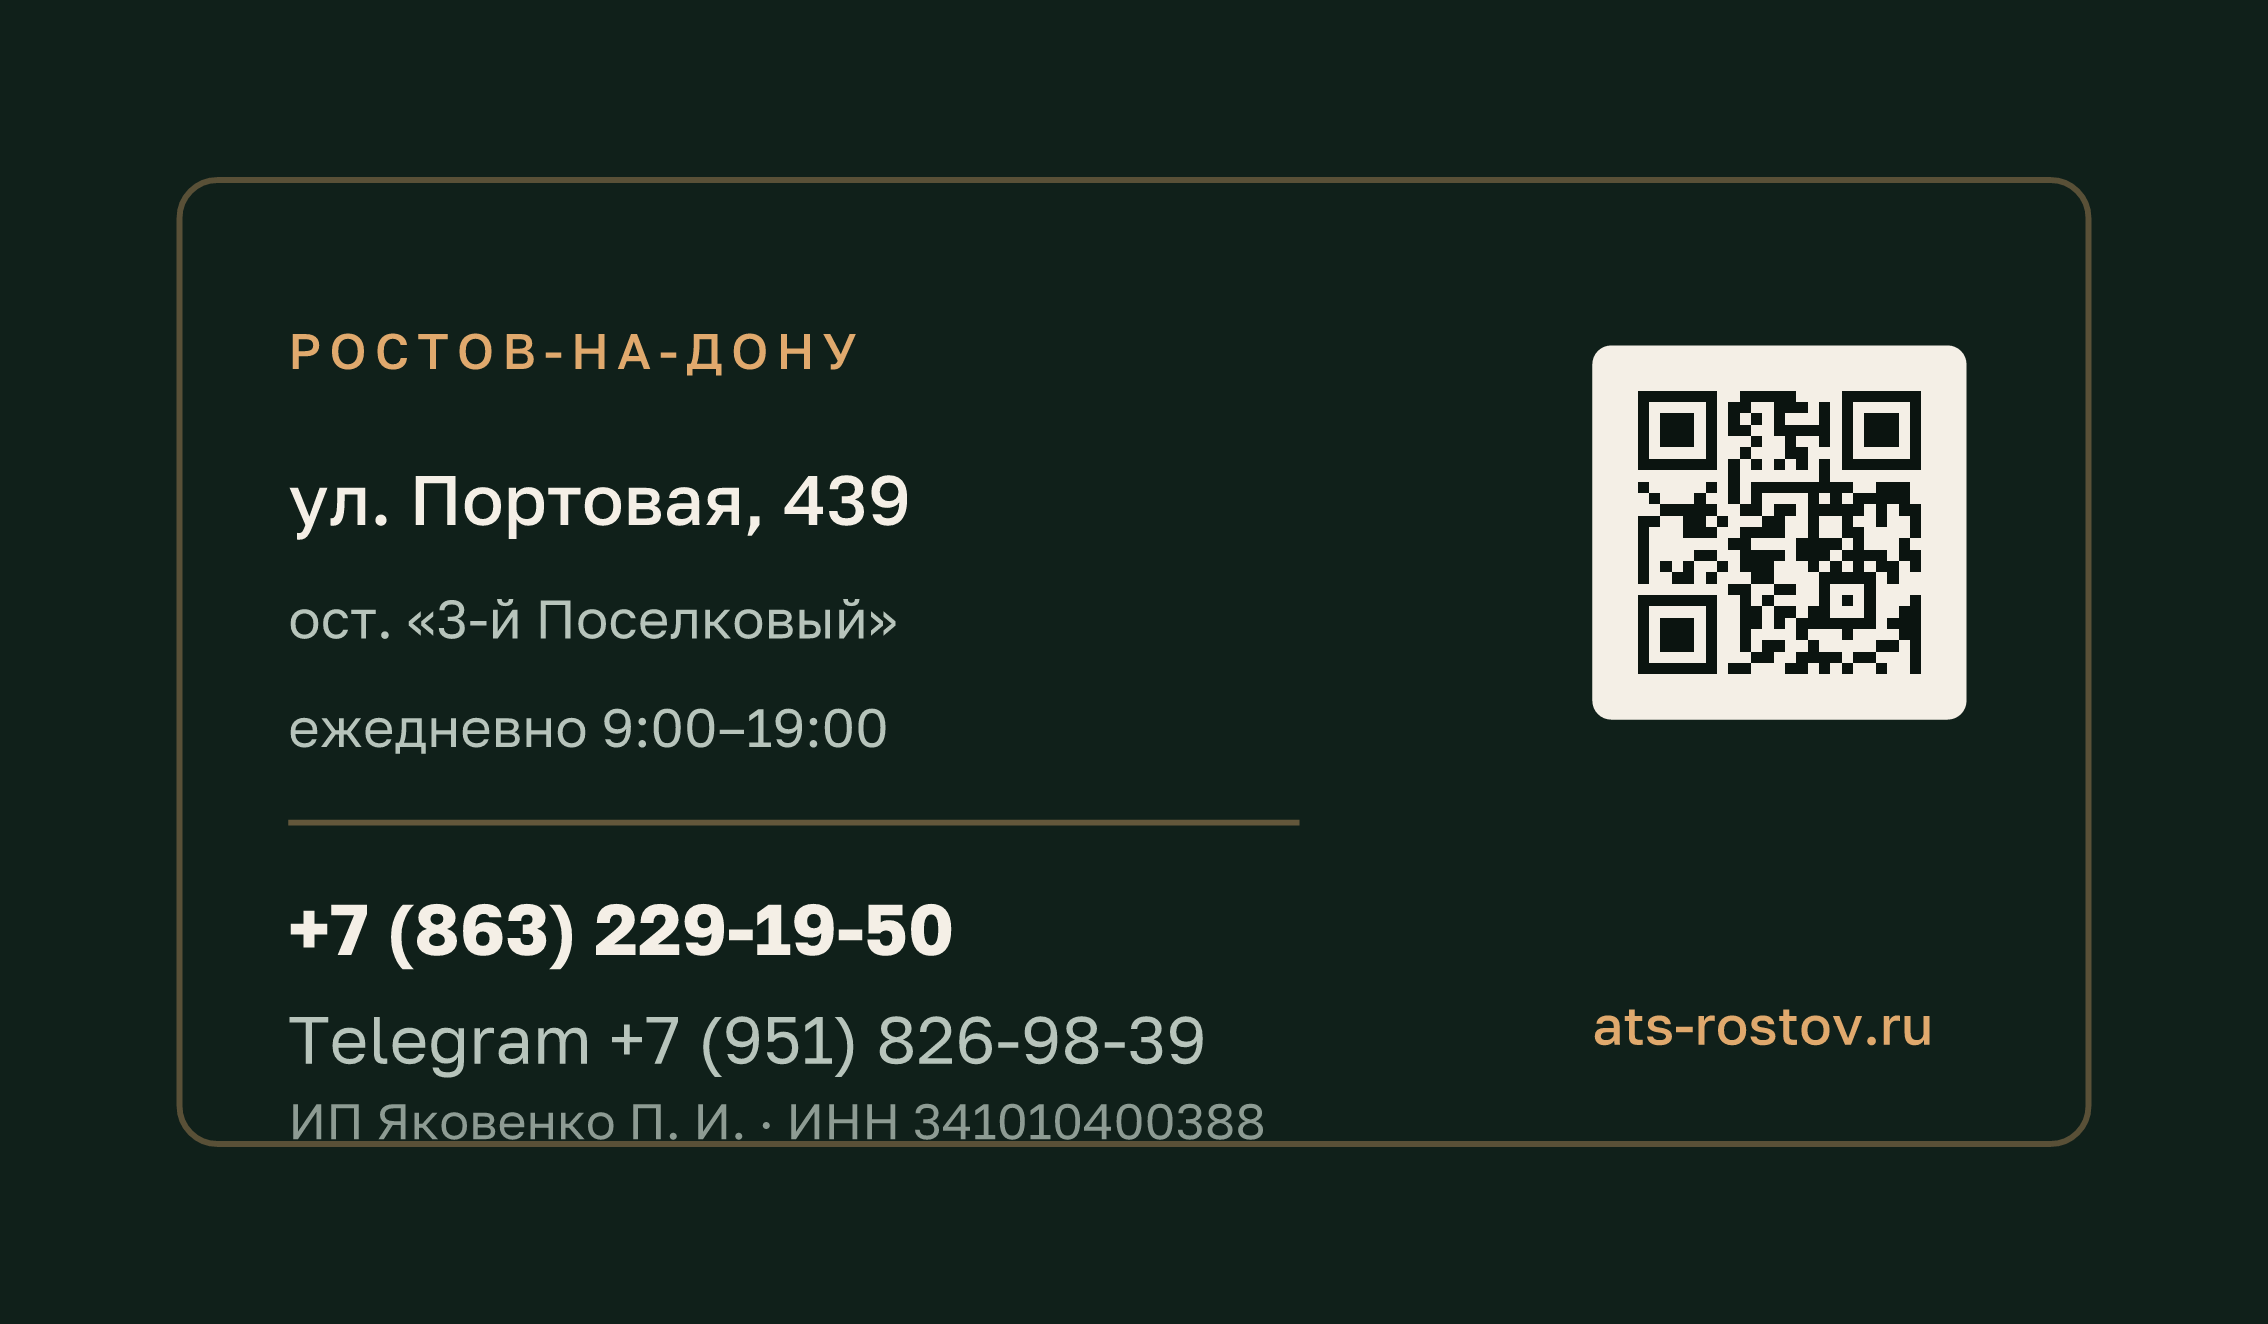 РОСТОВ-НА-ДОНУ
ул. Портовая, 439
ост. «3-й Поселковый»
ежедневно 9:00–19:00
+7 (863) 229-19-50
Telegram +7 (951) 826-98-39
ИП Яковенко П. И. · ИНН 341010400388
ats-rostov.ru